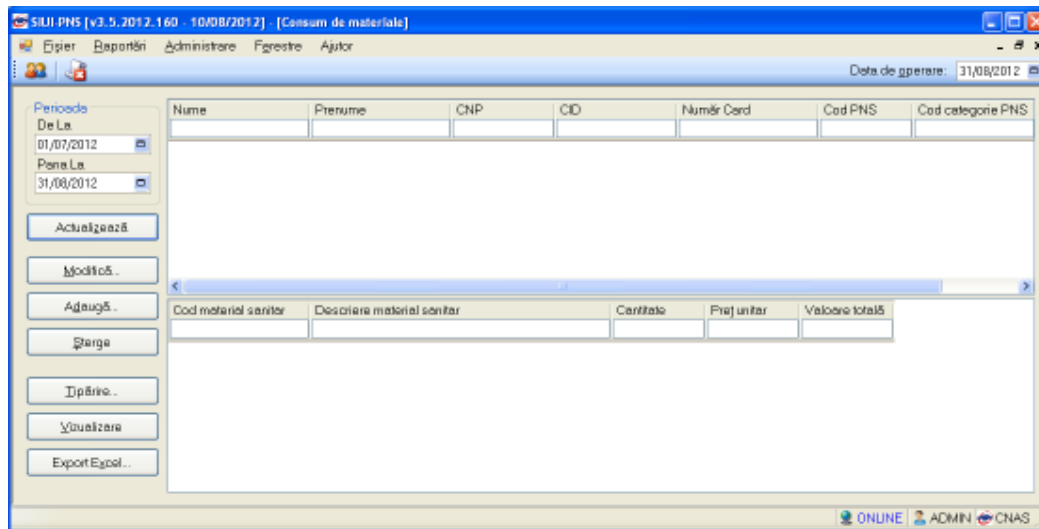 SIUI-PNS [v3.5.2012.160 - 10/08/2012] - [Consum de materiale]
Fișier Raportări Administrare Ferestre Ajutor
Data de operare: 31/08/2012
Perioada
De La
01/07/2012
Pana La
31/08/2012
Actualizează
Modifică...
Adaugă...
Șterge
Tipărire...
Vizualizare
Export Excel...
Nume Prenume CNP CID Număr Card Cod PNS Cod categorie PNS
Cod material sanitar Descriere material sanitar Cantitate Preț unitar Valoare totală
ONLINE ADMIN CNAS